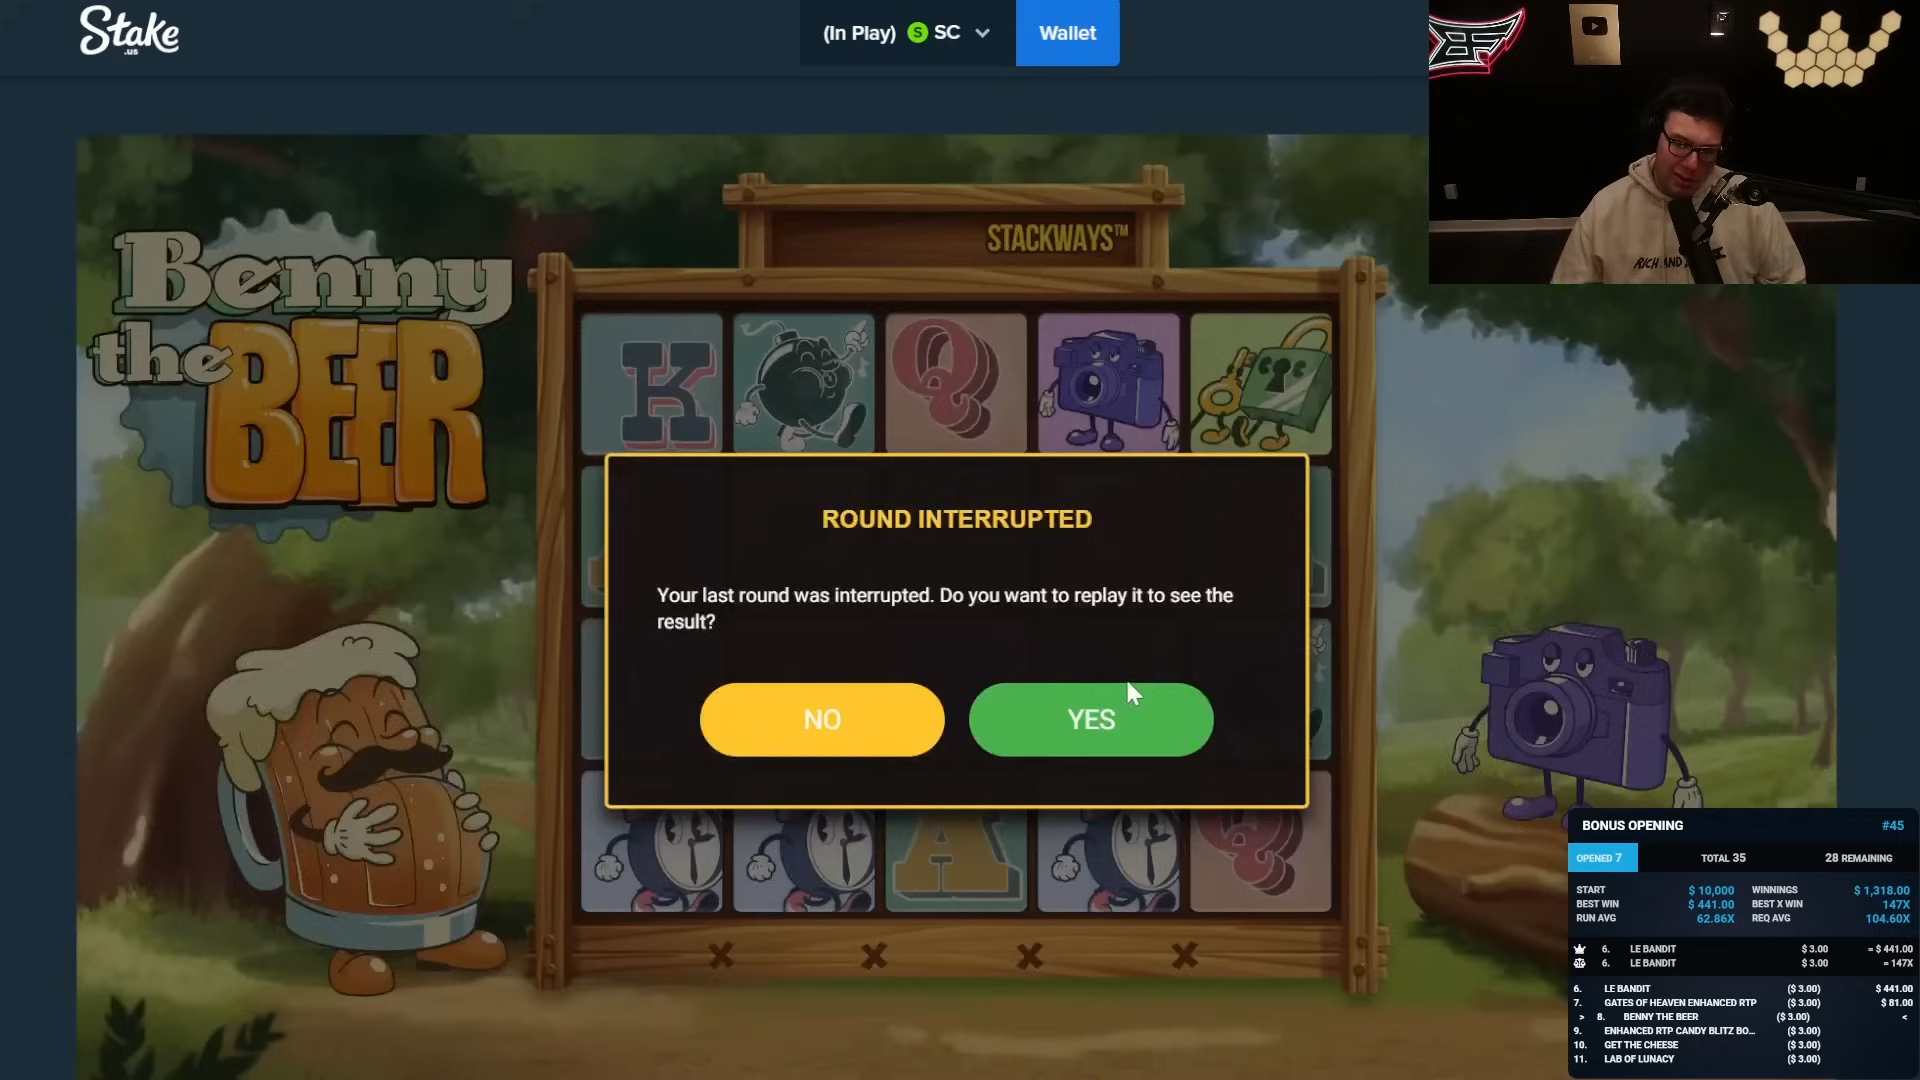 Stake
.us
(In Play) S SC
Wallet
Benny
the BEER
STACKWAYS™
K
Q
ROUND INTERRUPTED
Your last round was interrupted. Do you want to replay it to see the
result?
NO
YES
A
Q
BONUS OPENING #45
OPENED 7 TOTAL 35 28 REMAINING
START $ 10,000 WINNINGS $ 1,318.00
BEST WIN $ 441.00 BEST X WIN 147X
RUN AVG 62.86X REQ AVG 104.60X
6. LE BANDIT $ 3.00 = $ 441.00
6. LE BANDIT $ 3.00 = 147X
6. LE BANDIT ($ 3.00) $ 441.00
7. GATES OF HEAVEN ENHANCED RTP ($ 3.00) $ 81.00
> 8. BENNY THE BEER ($ 3.00) <
9. ENHANCED RTP CANDY BLITZ BO... ($ 3.00)
10. GET THE CHEESE ($ 3.00)
11. LAB OF LUNACY ($ 3.00)